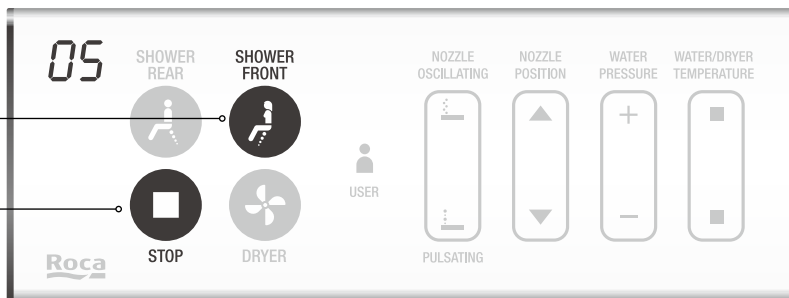 05
SHOWER
REAR
SHOWER
FRONT
NOZZLE
OSCILLATING
NOZZLE
POSITION
WATER
PRESSURE
WATER/DRYER
TEMPERATURE
+
USER
−
STOP
DRYER
PULSATING
Roca